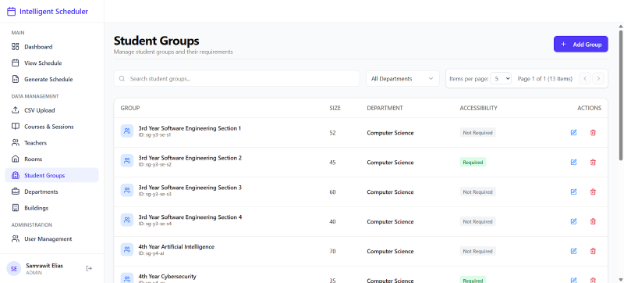 Intelligent Scheduler
MAIN
Dashboard
View Schedule
Generate Schedule
DATA MANAGEMENT
CSV Upload
Courses & Sessions
Teachers
Rooms
Student Groups
Departments
Buildings
ADMINISTRATION
User Management
SE
Samrawit Elias
ADMIN
Student Groups
Manage student groups and their requirements
+ Add Group
Search student groups...
All Departments
Items per page: 5
Page 1 of 1 (13 items)
GROUP SIZE DEPARTMENT ACCESSIBILITY ACTIONS
3rd Year Software Engineering Section 1
ID: sg-y3-se-s1
52 Computer Science Not Required
3rd Year Software Engineering Section 2
ID: sg-y3-se-s2
45 Computer Science Required
3rd Year Software Engineering Section 3
ID: sg-y3-se-s3
60 Computer Science Not Required
3rd Year Software Engineering Section 4
ID: sg-y3-se-s4
40 Computer Science Not Required
4th Year Artificial Intelligence
ID: sg-y4-ai
70 Computer Science Not Required
4th Year Cybersecurity
35 Computer Science Required